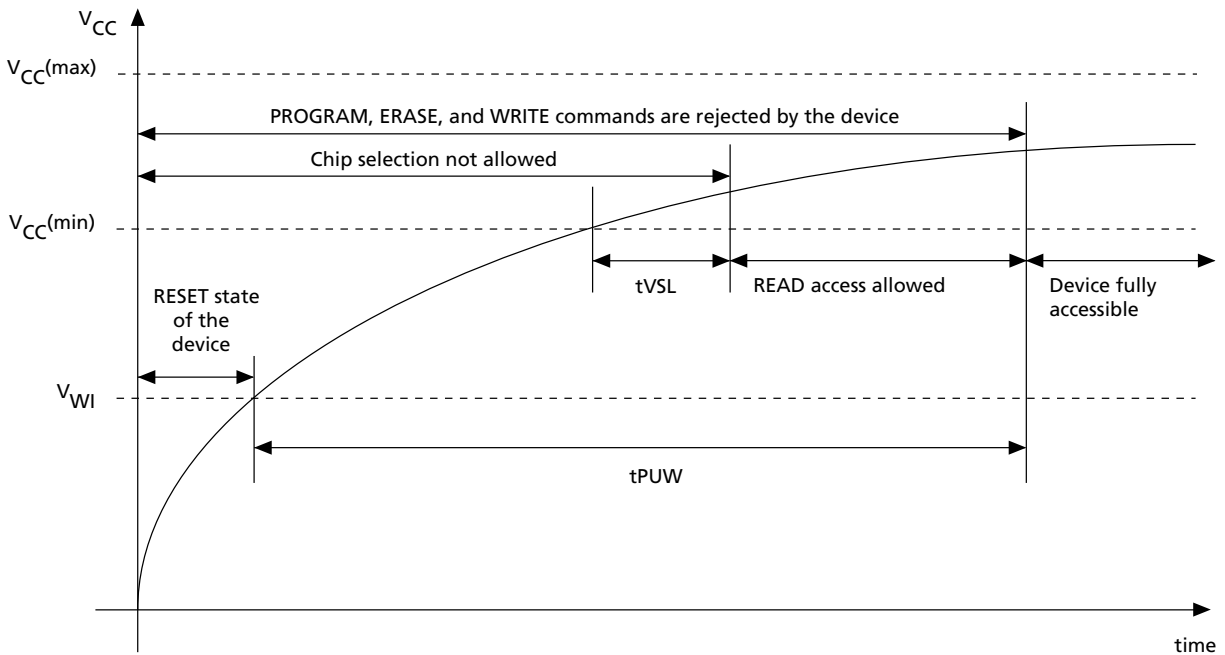 VCC
VCC(max)
PROGRAM, ERASE, and WRITE commands are rejected by the device
Chip selection not allowed
VCC(min)
tVSL
READ access allowed
Device fully
accessible
RESET state
of the
device
VWI
tPUW
time